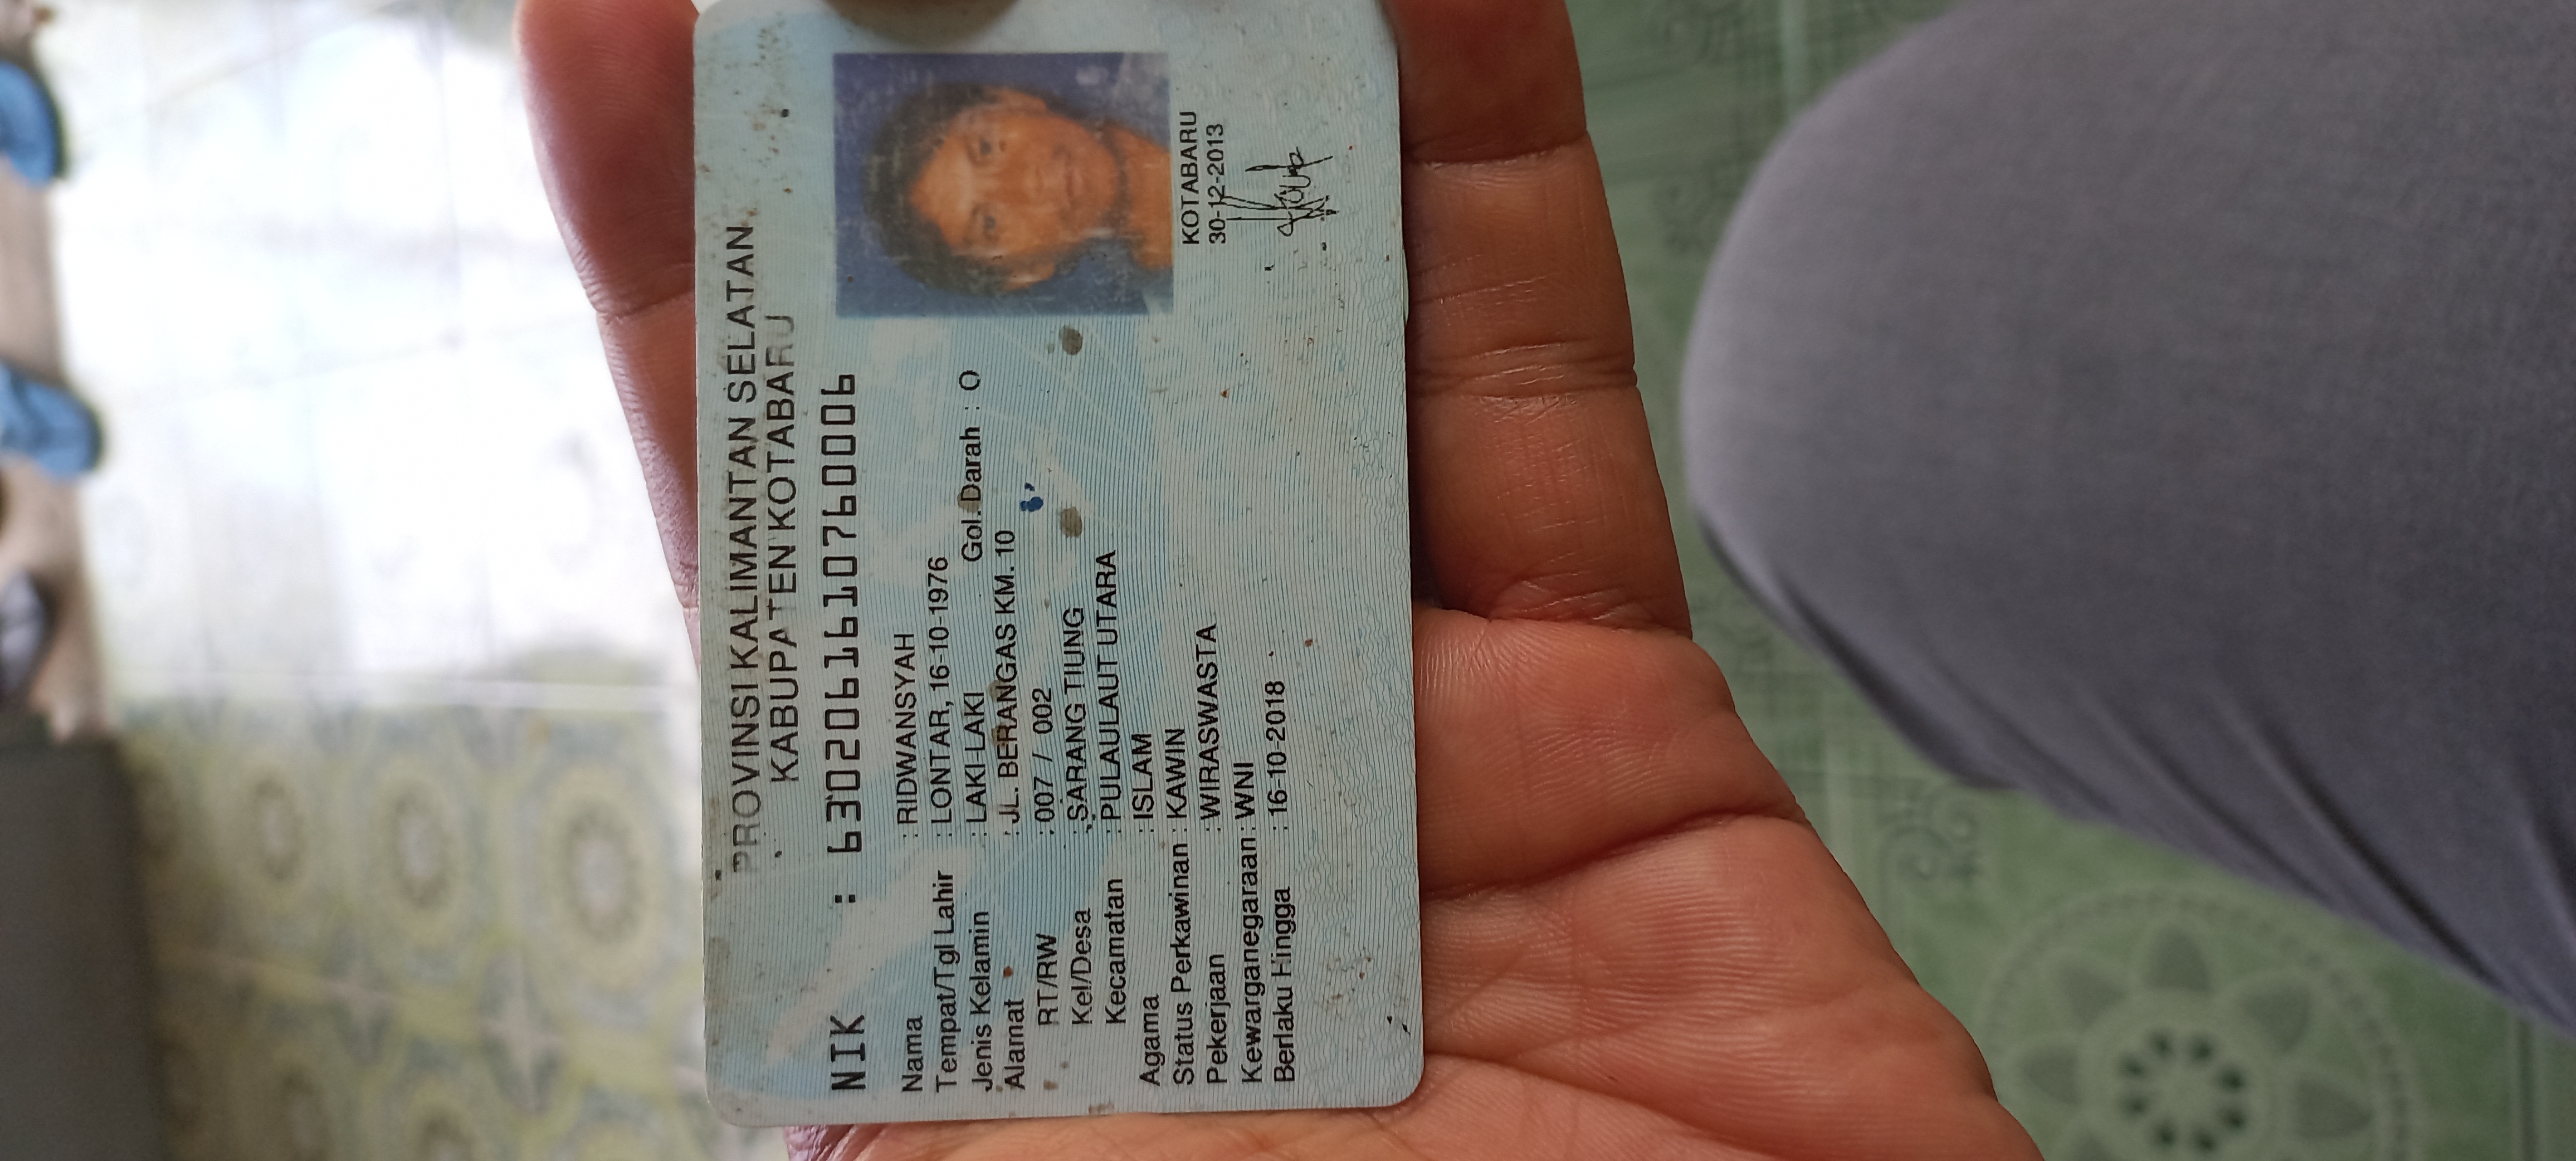 PROVINSI KALIMANTAN SELATAN
KABUPATEN KOTABARU
NIK : 6302061610760006
Nama : RIDWANSYAH
Tempat/Tgl Lahir : LONTAR, 16-10-1976
Jenis Kelamin : LAKI-LAKI Gol. Darah : O
Alamat : JL. BERANGAS KM. 10
RT/RW : 007 / 002
Kel/Desa : SARANG TIUNG
Kecamatan : PULAULAUT UTARA
Agama : ISLAM
Status Perkawinan : KAWIN
Pekerjaan : WIRASWASTA
Kewarganegaraan : WNI
Berlaku Hingga : 16-10-2018
KOTABARU
30-12-2013